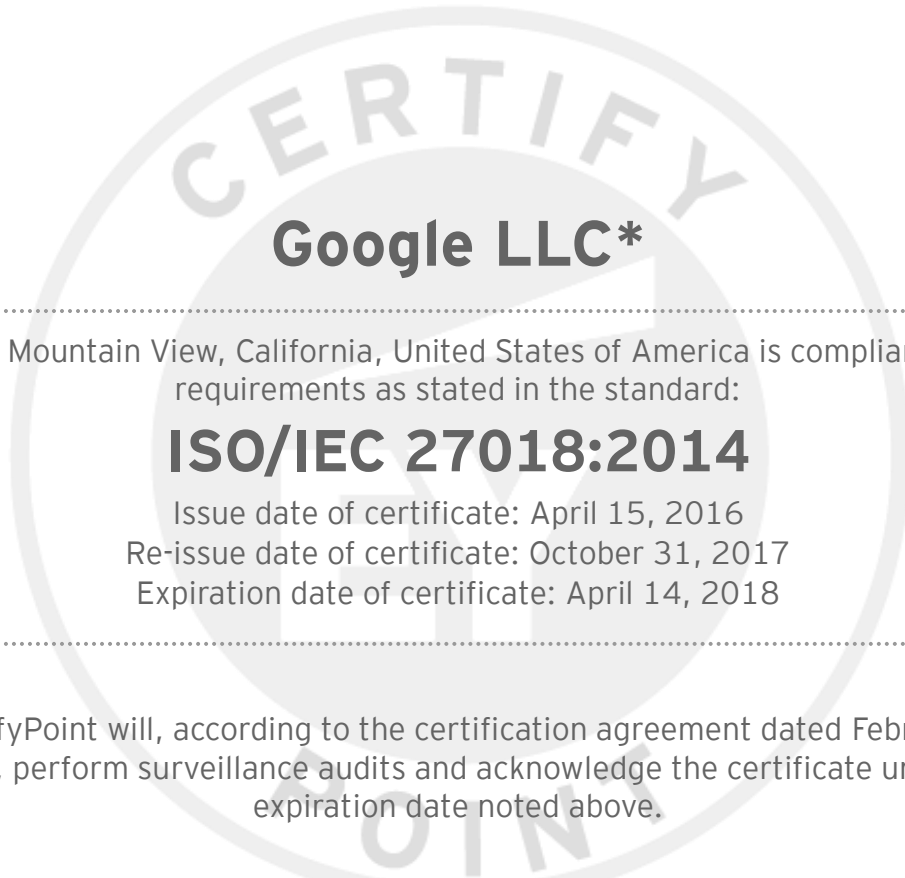 CERTIFY
Google LLC*
Mountain View, California, United States of America is complia
requirements as stated in the standard:
ISO/IEC 27018:2014
EY
Issue date of certificate: April 15, 2016
Re-issue date of certificate: October 31, 2017
Expiration date of certificate: April 14, 2018
fyPoint will, according to the certification agreement dated Feb
, perform surveillance audits and acknowledge the certificate u
expiration date noted above.
POINT